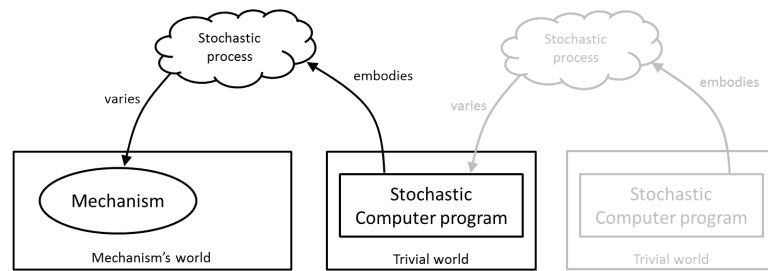 Stochastic
process
varies
embodies
Mechanism
Mechanism's world
Stochastic
Computer program
Trivial world
Stochastic
process
varies
embodies
Stochastic
Computer program
Trivial world